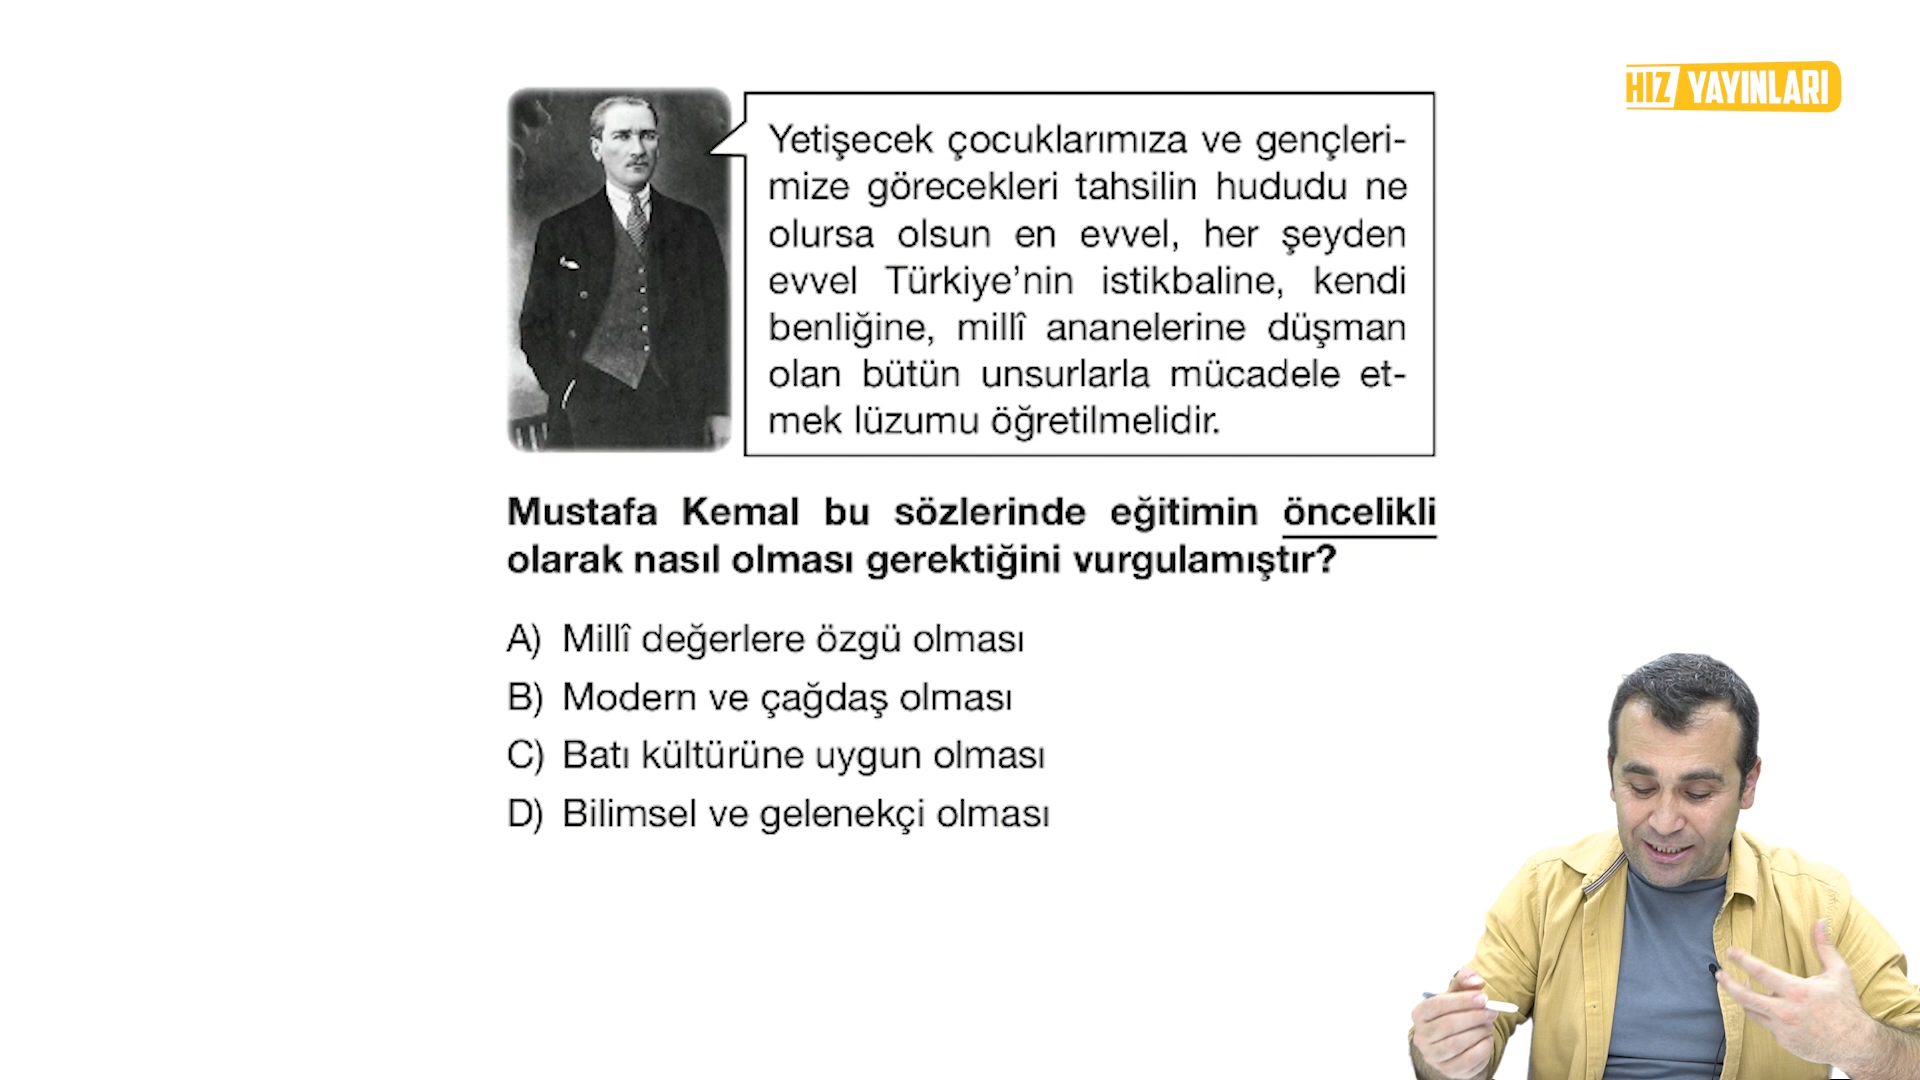 HIZ YAYINLARI
Yetişecek çocuklarımıza ve gençleri-
mize görecekleri tahsilin hududu ne
olursa olsun en evvel, her şeyden
evvel Türkiye'nin istikbaline, kendi
benliğine, millî ananelerine düşman
olan bütün unsurlarla mücadele et-
mek lüzumu öğretilmelidir.
Mustafa Kemal bu sözlerinde eğitimin öncelikli
olarak nasıl olması gerektiğini vurgulamıştır?
A) Millî değerlere özgü olması
B) Modern ve çağdaş olması
C) Batı kültürüne uygun olması
D) Bilimsel ve gelenekçi olması